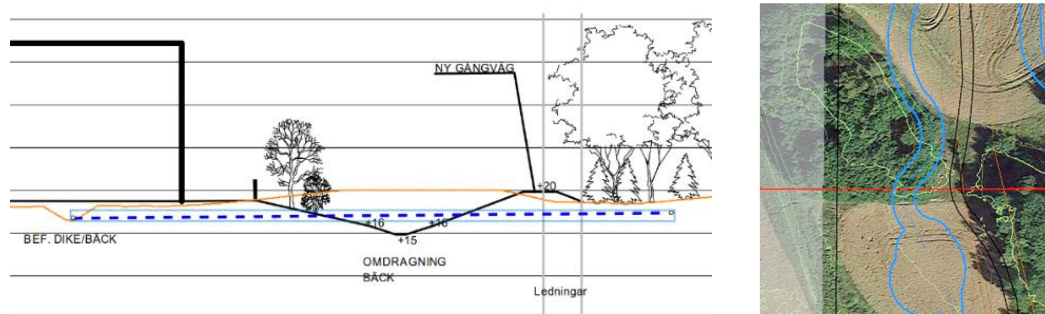 NY GÅNGVÄG
+20
+16
+16
+15
BEF. DIKE/BÄCK
OMDRAGNING
BÄCK
Ledningar